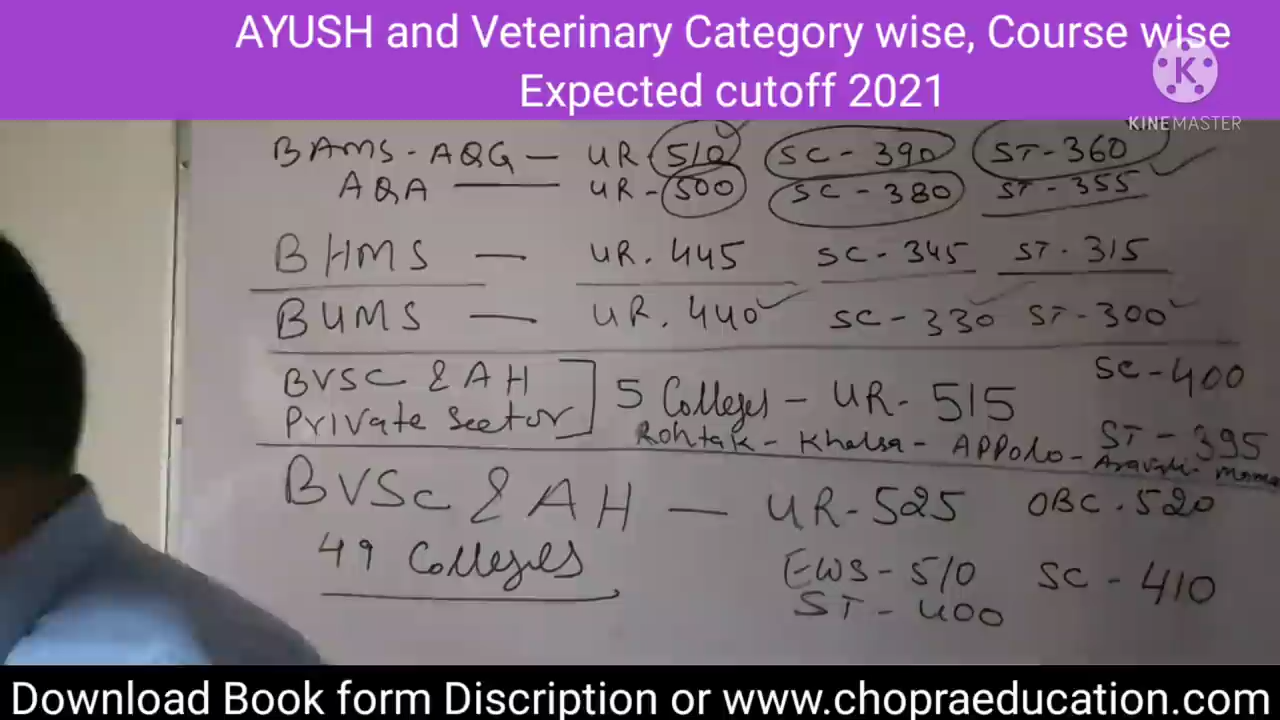 AYUSH and Veterinary Category wise, Course wise
Expected cutoff 2021
KINEMASTER
BAMS-AQG — UR 510 SC-390 ST-360
AQA — UR-500 SC-380 ST-355
BHMS — UR. 445 SC-345 ST-315
BUMS — UR. 440 SC-330 ST-300
BVSC & AH
Private Sector
5 Colleges - UR- 515 SC-400
Rohtak - Khalsa - APPolo - ST-395
BVSc & AH — UR-525 OBC.520
49 Colleges EWS-510 SC-410
ST-400
Download Book form Discription or www.chopraeducation.com